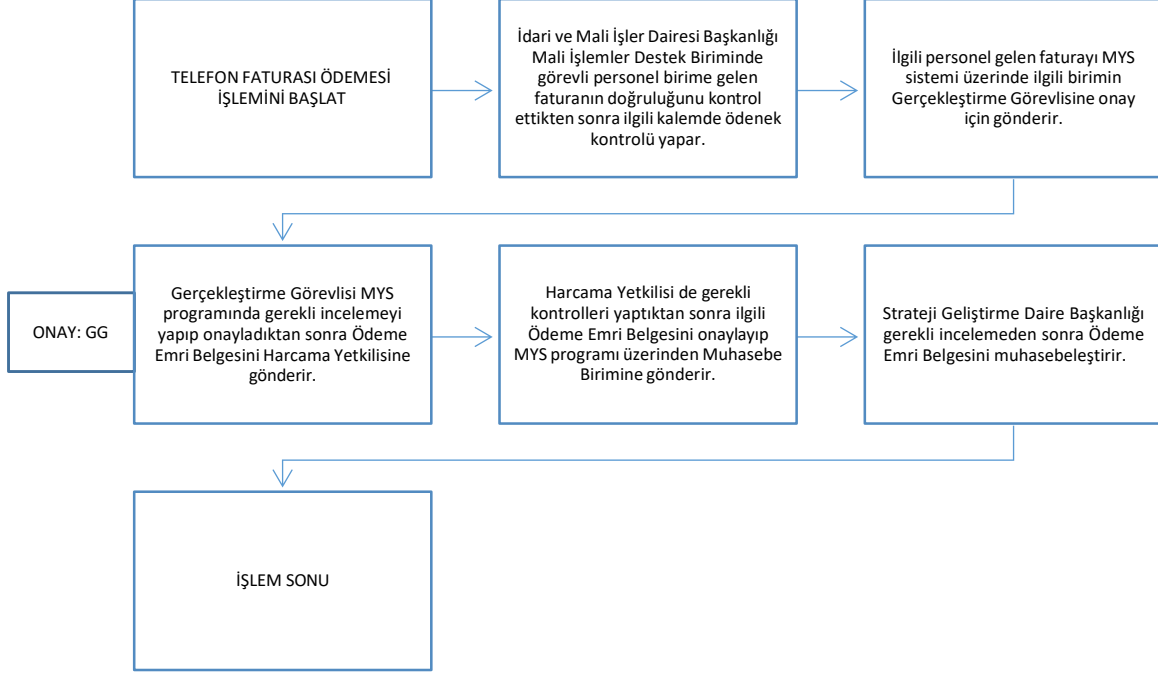 TELEFON FATURASI ÖDEMESİ
İŞLEMİNİ BAŞLAT
İdari ve Mali İşler Dairesi Başkanlığı
Mali İşlemler Destek Biriminde
görevli personel birime gelen
faturanın doğruluğunu kontrol
ettikten sonra ilgili kalemde ödenek
kontrolü yapar.
İlgili personel gelen faturayı MYS
sistemi üzerinde ilgili birimin
Gerçekleştirme Görevlisine onay
için gönderir.
ONAY: GG
Gerçekleştirme Görevlisi MYS
programında gerekli incelemeyi
yapıp onayladıktan sonra Ödeme
Emri Belgesini Harcama Yetkilisine
gönderir.
Harcama Yetkilisi de gerekli
kontrolleri yaptıktan sonra ilgili
Ödeme Emri Belgesini onaylayıp
MYS programı üzerinden Muhasebe
Birimine gönderir.
Strateji Geliştirme Daire Başkanlığı
gerekli incelemeden sonra Ödeme
Emri Belgesini muhasebeleştirir.
İŞLEM SONU